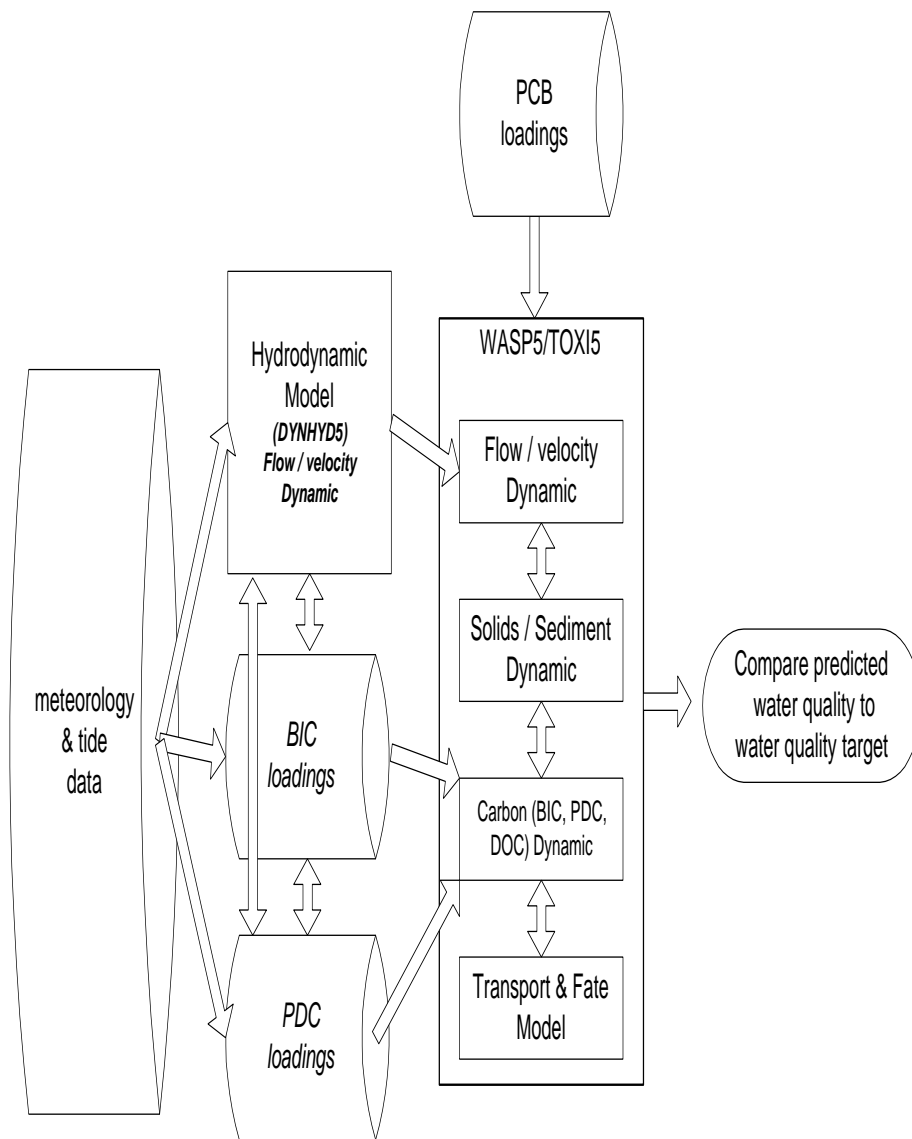 PCB
loadings
WASP5/TOXI5
Hydrodynamic
Model
(DYNHYD5)
Flow / velocity
Dynamic
Flow / velocity
Dynamic
Solids / Sediment
Dynamic
meteorology
& tide
data
BIC
loadings
Compare predicted
water quality to
water quality target
Carbon (BIC, PDC,
DOC) Dynamic
PDC
loadings
Transport & Fate
Model